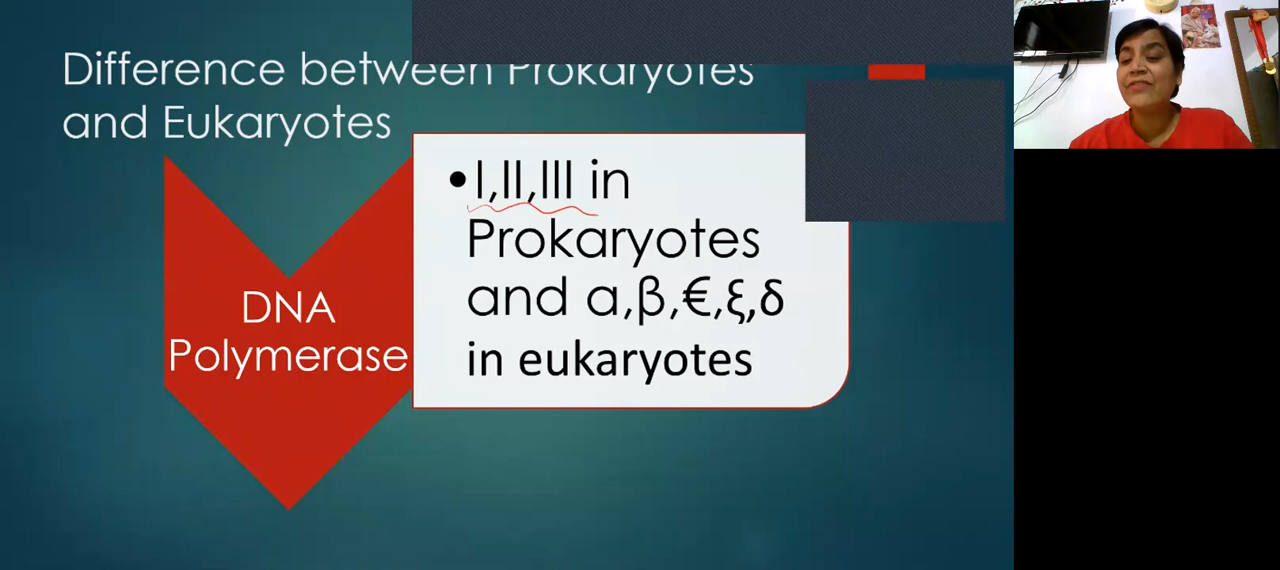 Difference between Prokaryotes
and Eukaryotes
•I,II,III in
Prokaryotes
and α,β,€,ξ,δ
in eukaryotes
DNA
Polymerase